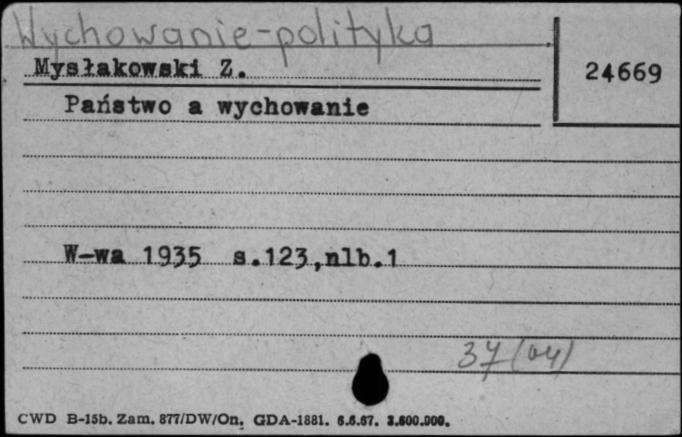 Wychowanie-polityka
Mysłakowski Z.
24669
Państwo a wychowanie
W-wa 1935 s.123,nlb.1
37(04)
CWD B-15b. Zam. 877/DW/On. GDA-1881. 6.6.67. 3.600.000.